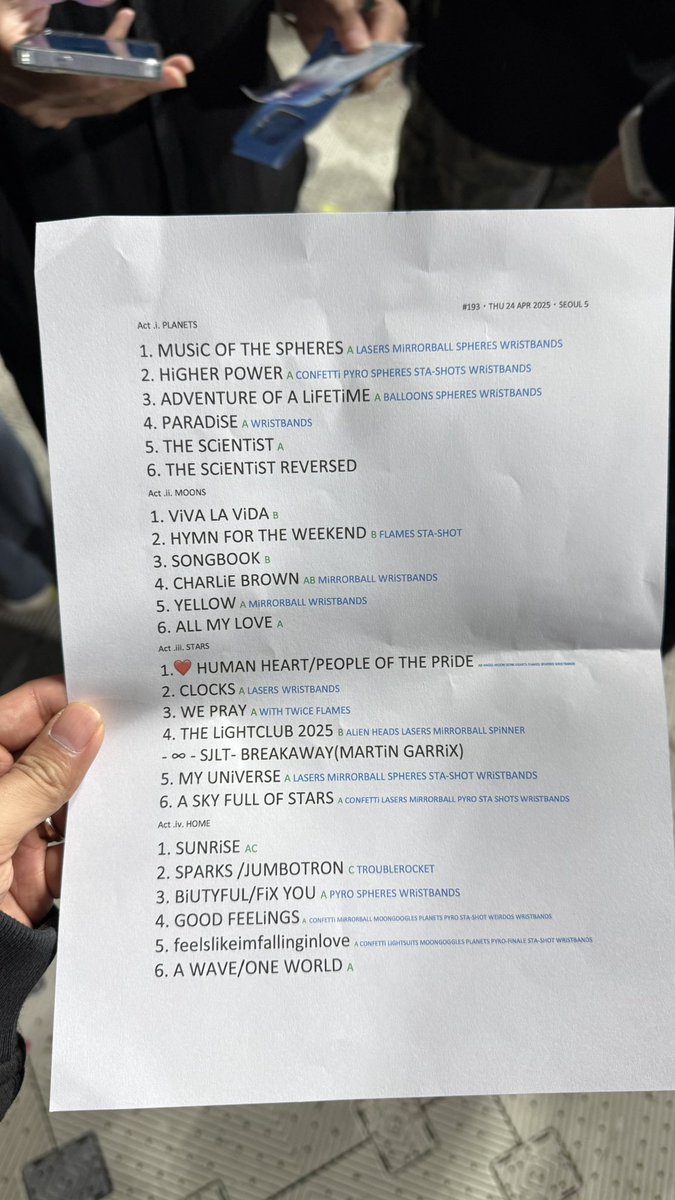 #193 • THU 24 APR 2025 • SEOUL 5
Act .i. PLANETS
1. MUSiC OF THE SPHERES A LASERS MiRRORBALL SPHERES WRiSTBANDS
2. HiGHER POWER A CONFETTi PYRO SPHERES STA-SHOTS WRiSTBANDS
3. ADVENTURE OF A LiFETiME A BALLOONS SPHERES WRiSTBANDS
4. PARADiSE A WRiSTBANDS
5. THE SCiENTiST A
6. THE SCiENTiST REVERSED
Act .ii. MOONS
1. ViVA LA ViDA B
2. HYMN FOR THE WEEKEND B FLAMES STA-SHOT
3. SONGBOOK B
4. CHARLiE BROWN AB MiRRORBALL WRiSTBANDS
5. YELLOW A MiRRORBALL WRiSTBANDS
6. ALL MY LOVE A
Act .iii. STARS
1.❤️ HUMAN HEART/PEOPLE OF THE PRiDE
2. CLOCKS A LASERS WRiSTBANDS
3. WE PRAY A WiTH TWiCE FLAMES
4. THE LiGHTCLUB 2025 B ALiEN HEADS LASERS MiRRORBALL SPiNNER
- ∞ - SJLT- BREAKAWAY(MARTiN GARRiX)
5. MY UNiVERSE A LASERS MiRRORBALL SPHERES STA-SHOT WRiSTBANDS
6. A SKY FULL OF STARS A CONFETTi LASERS MiRRORBALL PYRO STA SHOTS WRiSTBANDS
Act .iv. HOME
1. SUNRiSE AC
2. SPARKS /JUMBOTRON C TROUBLEROCKET
3. BiUTYFUL/FiX YOU A PYRO SPHERES WRiSTBANDS
4. GOOD FEELiNGS A CONFETTi MiRRORBALL MOONGOOGLES PLANETS PYRO STA-SHOT WEiRDOS WRiSTBANDS
5. feelslikeimfallinginlove A CONFETTi LiGHTSUiTS MOONGOGGLES PLANETS PYRO-FiNALE STA-SHOT WRiSTBANDS
6. A WAVE/ONE WORLD A